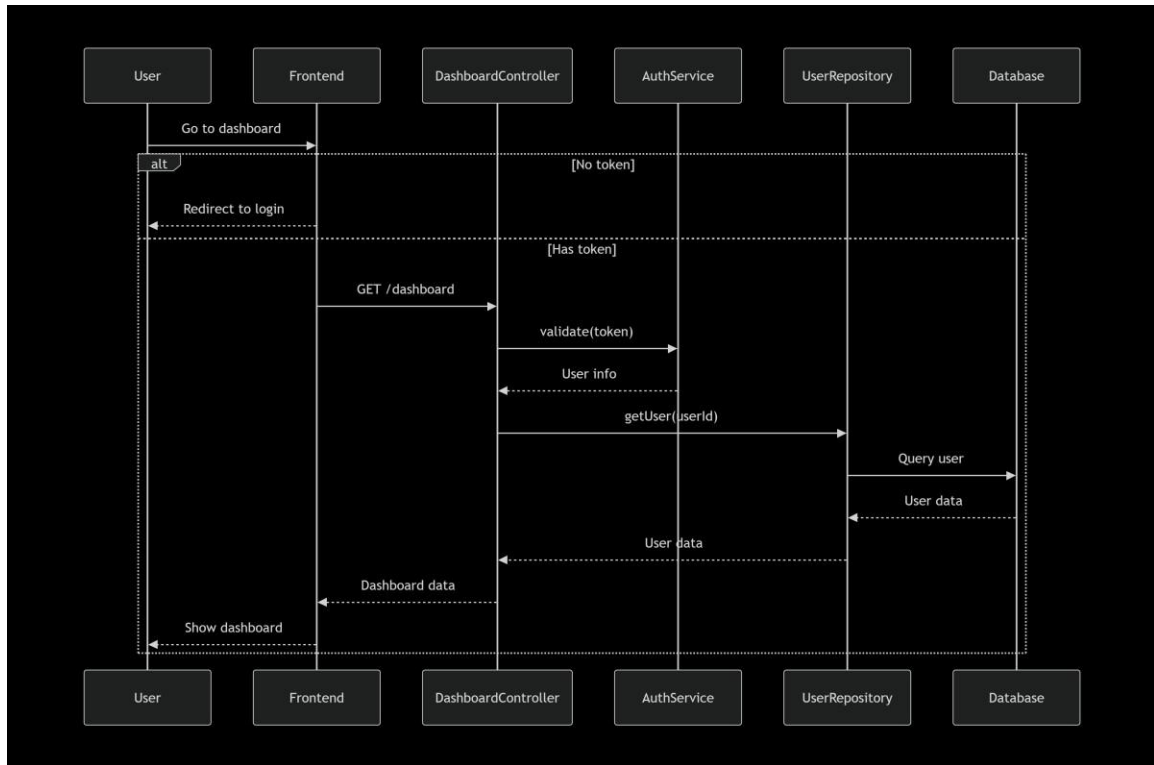 User
Frontend
DashboardController
AuthService
UserRepository
Database
Go to dashboard
alt
[No token]
Redirect to login
[Has token]
GET /dashboard
validate(token)
User info
getUser(userId)
Query user
User data
User data
Dashboard data
Show dashboard
User
Frontend
DashboardController
AuthService
UserRepository
Database